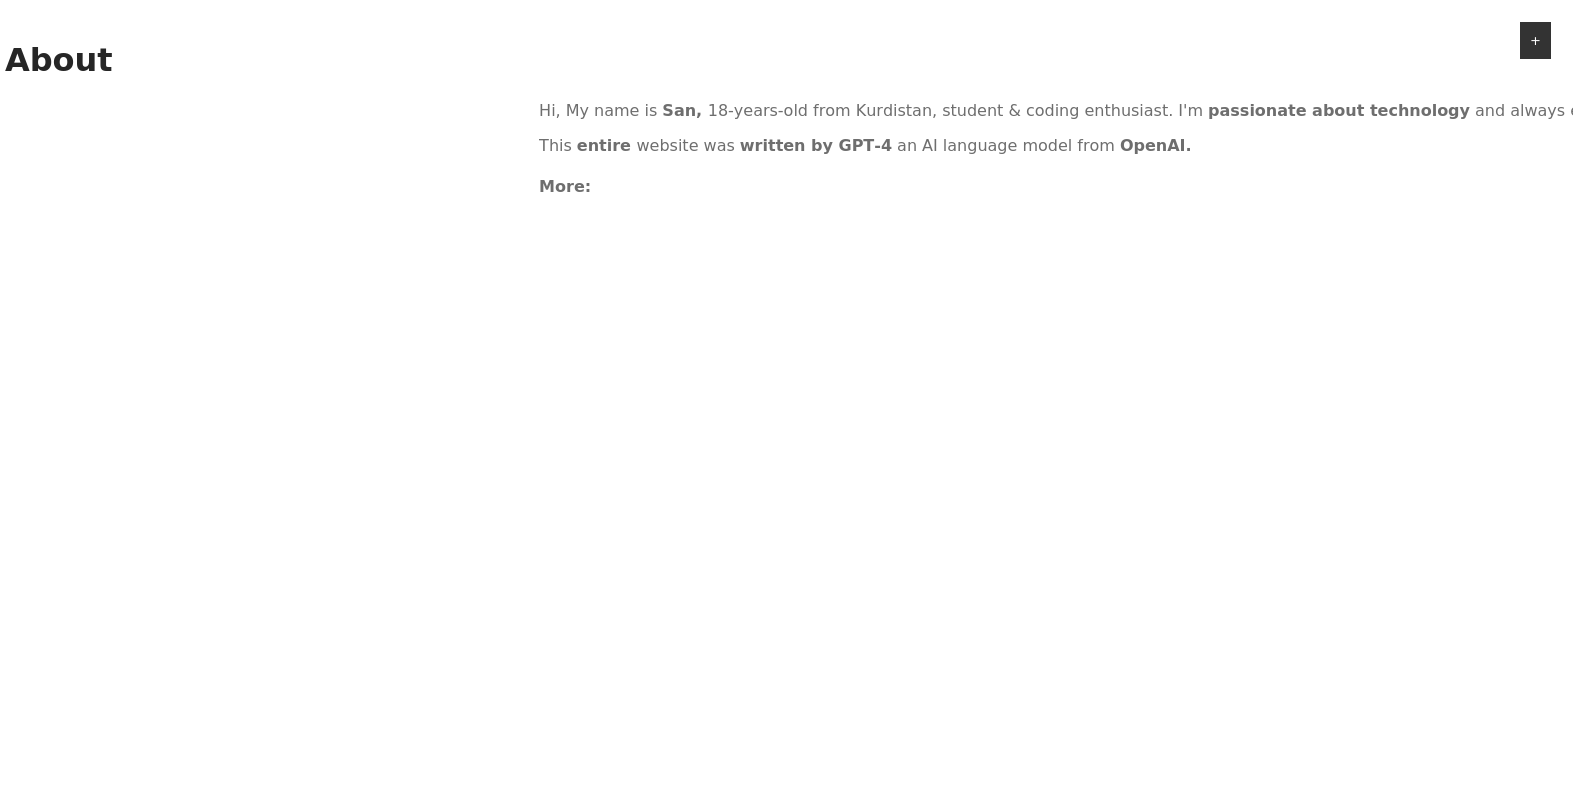 +
About
Hi, My name is San, 18-years-old from Kurdistan, student & coding enthusiast. I'm passionate about technology and always
This entire website was written by GPT-4 an AI language model from OpenAI.
More: